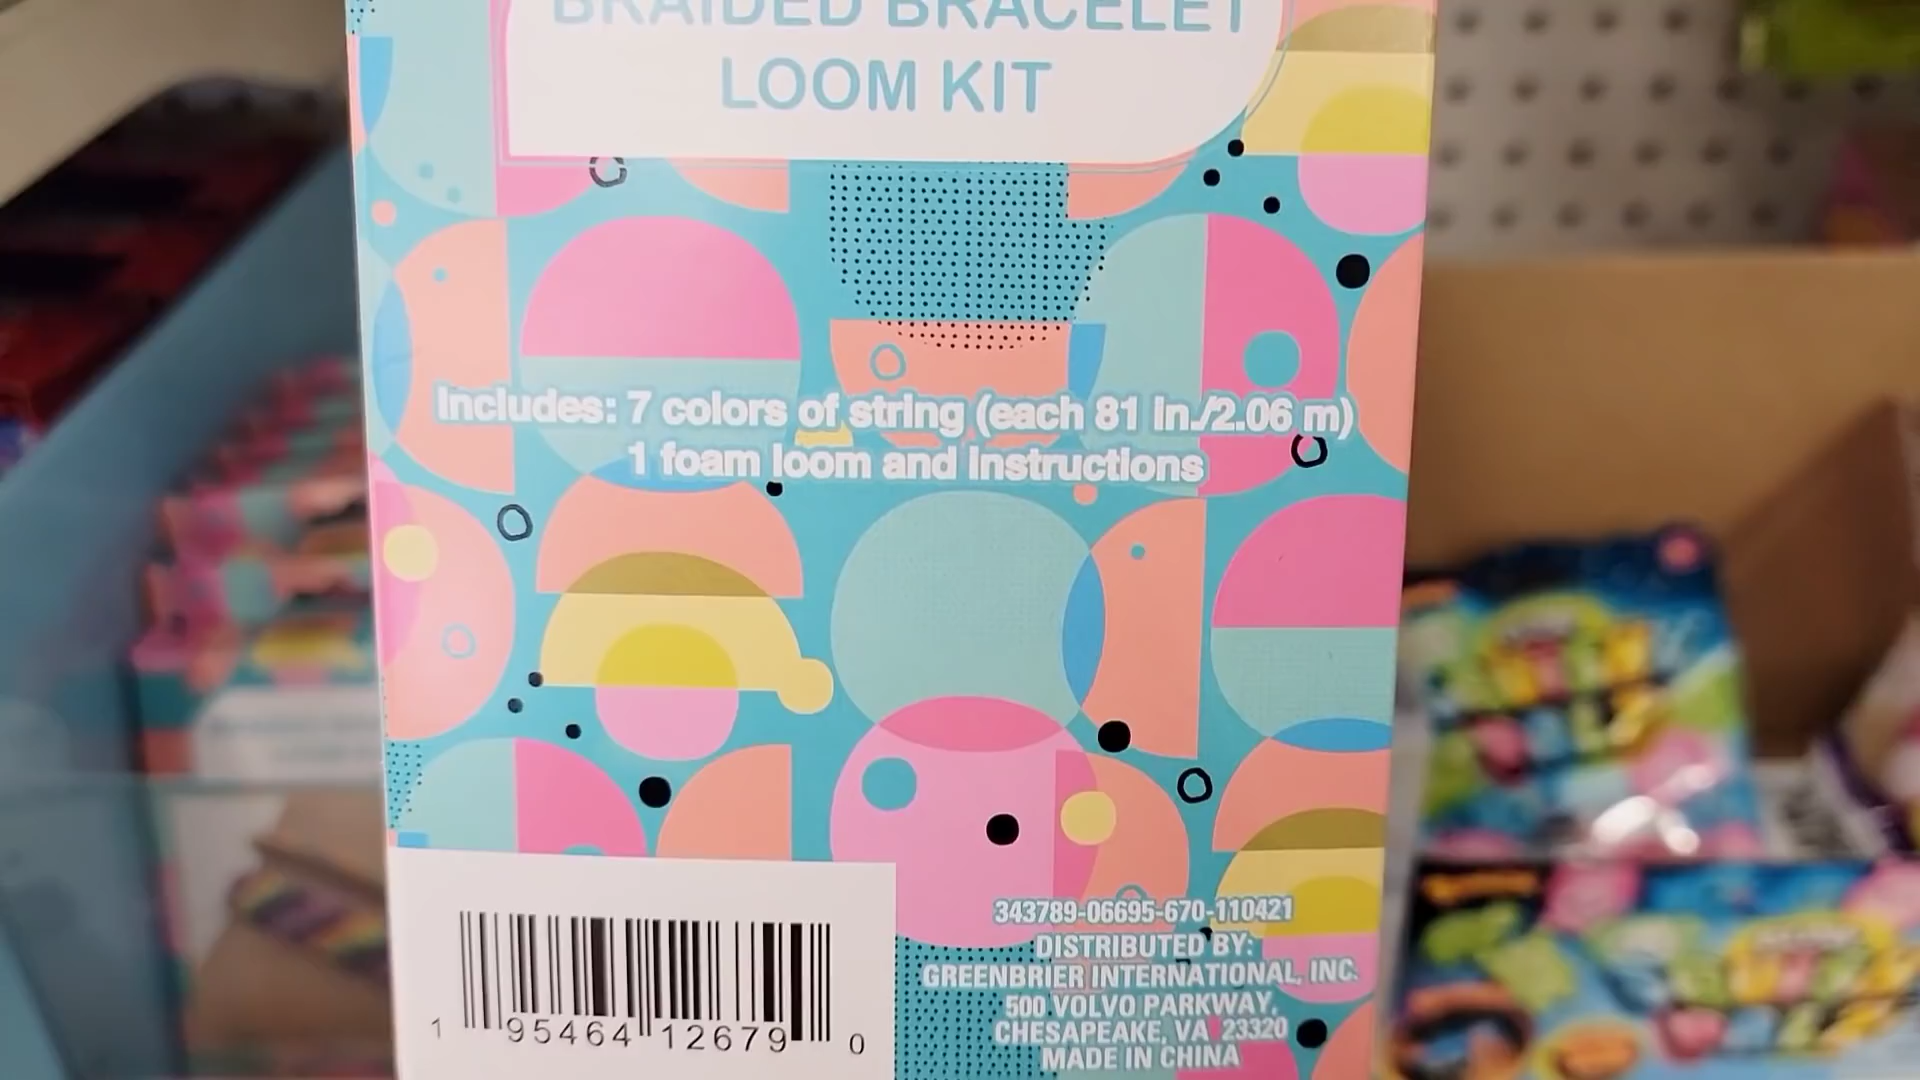 BRAIDED BRACELET
LOOM KIT
Includes: 7 colors of string (each 81 in./2.06 m)
1 foam loom and instructions
343789-06695-670-110421
DISTRIBUTED BY:
GREENBRIER INTERNATIONAL, INC.
500 VOLVO PARKWAY,
CHESAPEAKE, VA 23320
MADE IN CHINA
1 95464 12679 0